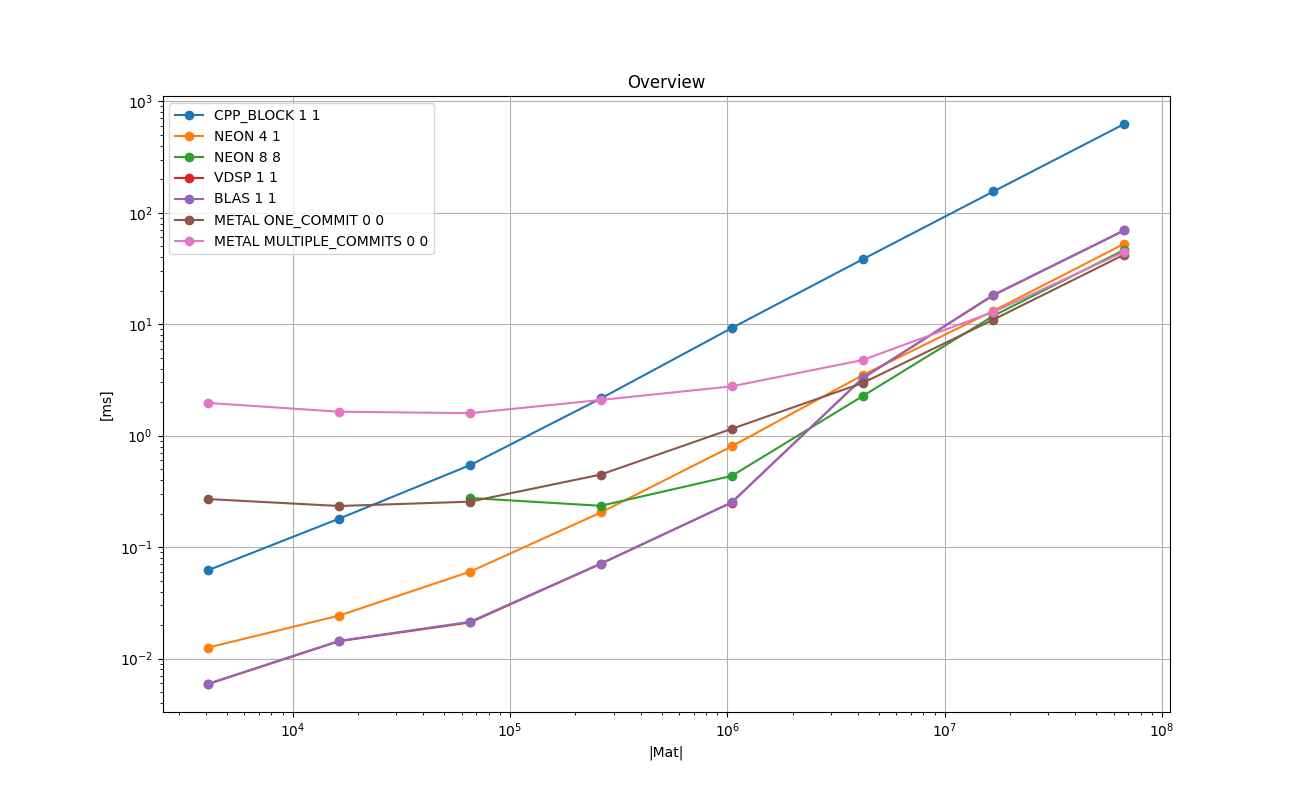 Overview
10³
10²
10¹
10⁰
10⁻¹
10⁻²
[ms]
CPP_BLOCK 1 1
NEON 4 1
NEON 8 8
VDSP 1 1
BLAS 1 1
METAL ONE_COMMIT 0 0
METAL MULTIPLE_COMMITS 0 0
10⁴ 10⁵ 10⁶ 10⁷ 10⁸
|Mat|